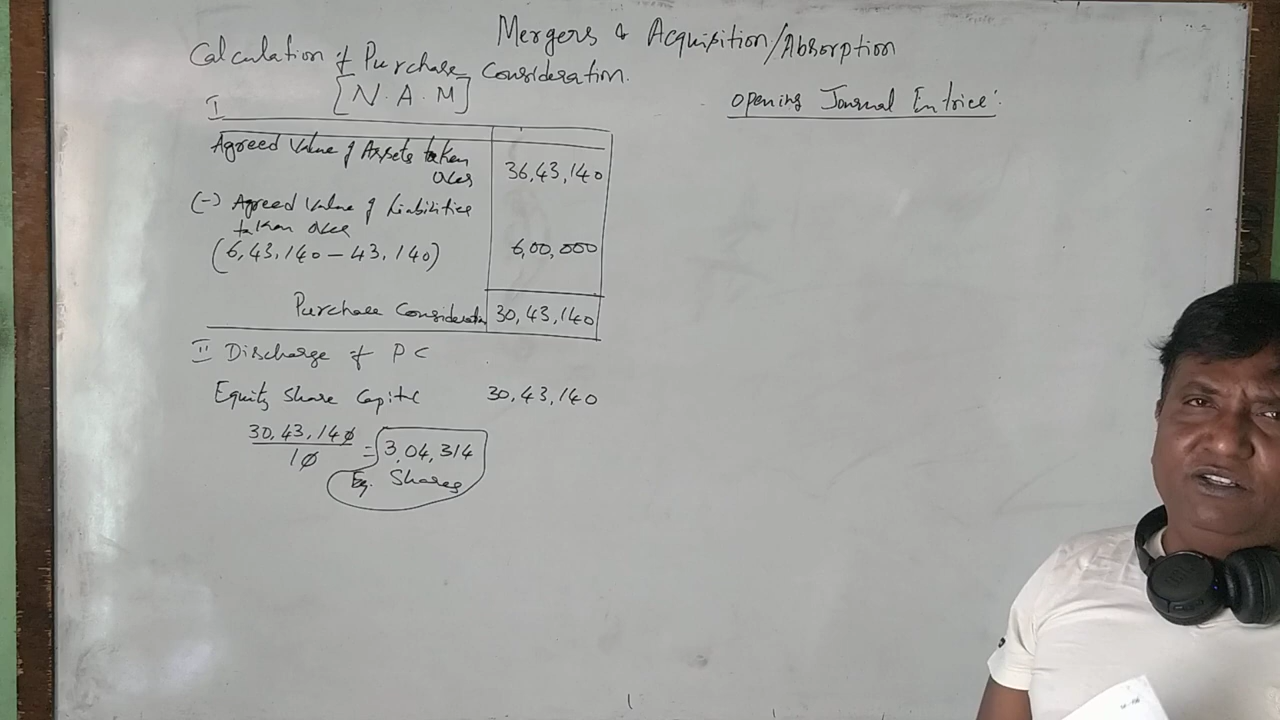 Mergers & Acquisition/Absorption
Calculation of Purchase Consideration.
[N.A.M]
I
Agreed Value of Assets taken over 36,43,140
(-) Agreed Value of Liabilities taken over
(6,43,140 - 43,140) 6,00,000
Purchase Consideratn 30,43,140
II Discharge of PC
Equity Share Capital 30,43,140
30,43,140
10
= 3,04,314
Eq. Shares
Opening Journal Entries: